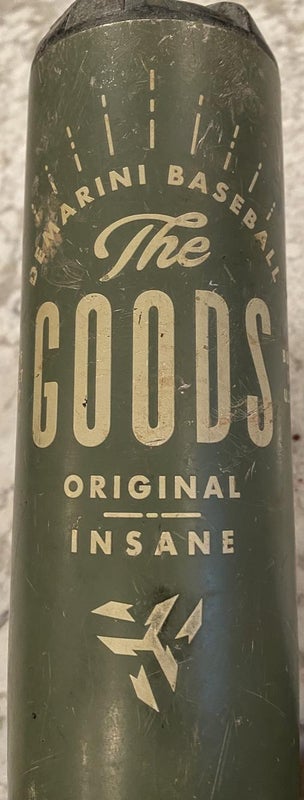 DEMARINI BASEBALL
The
GOODS
ORIGINAL
INSANE